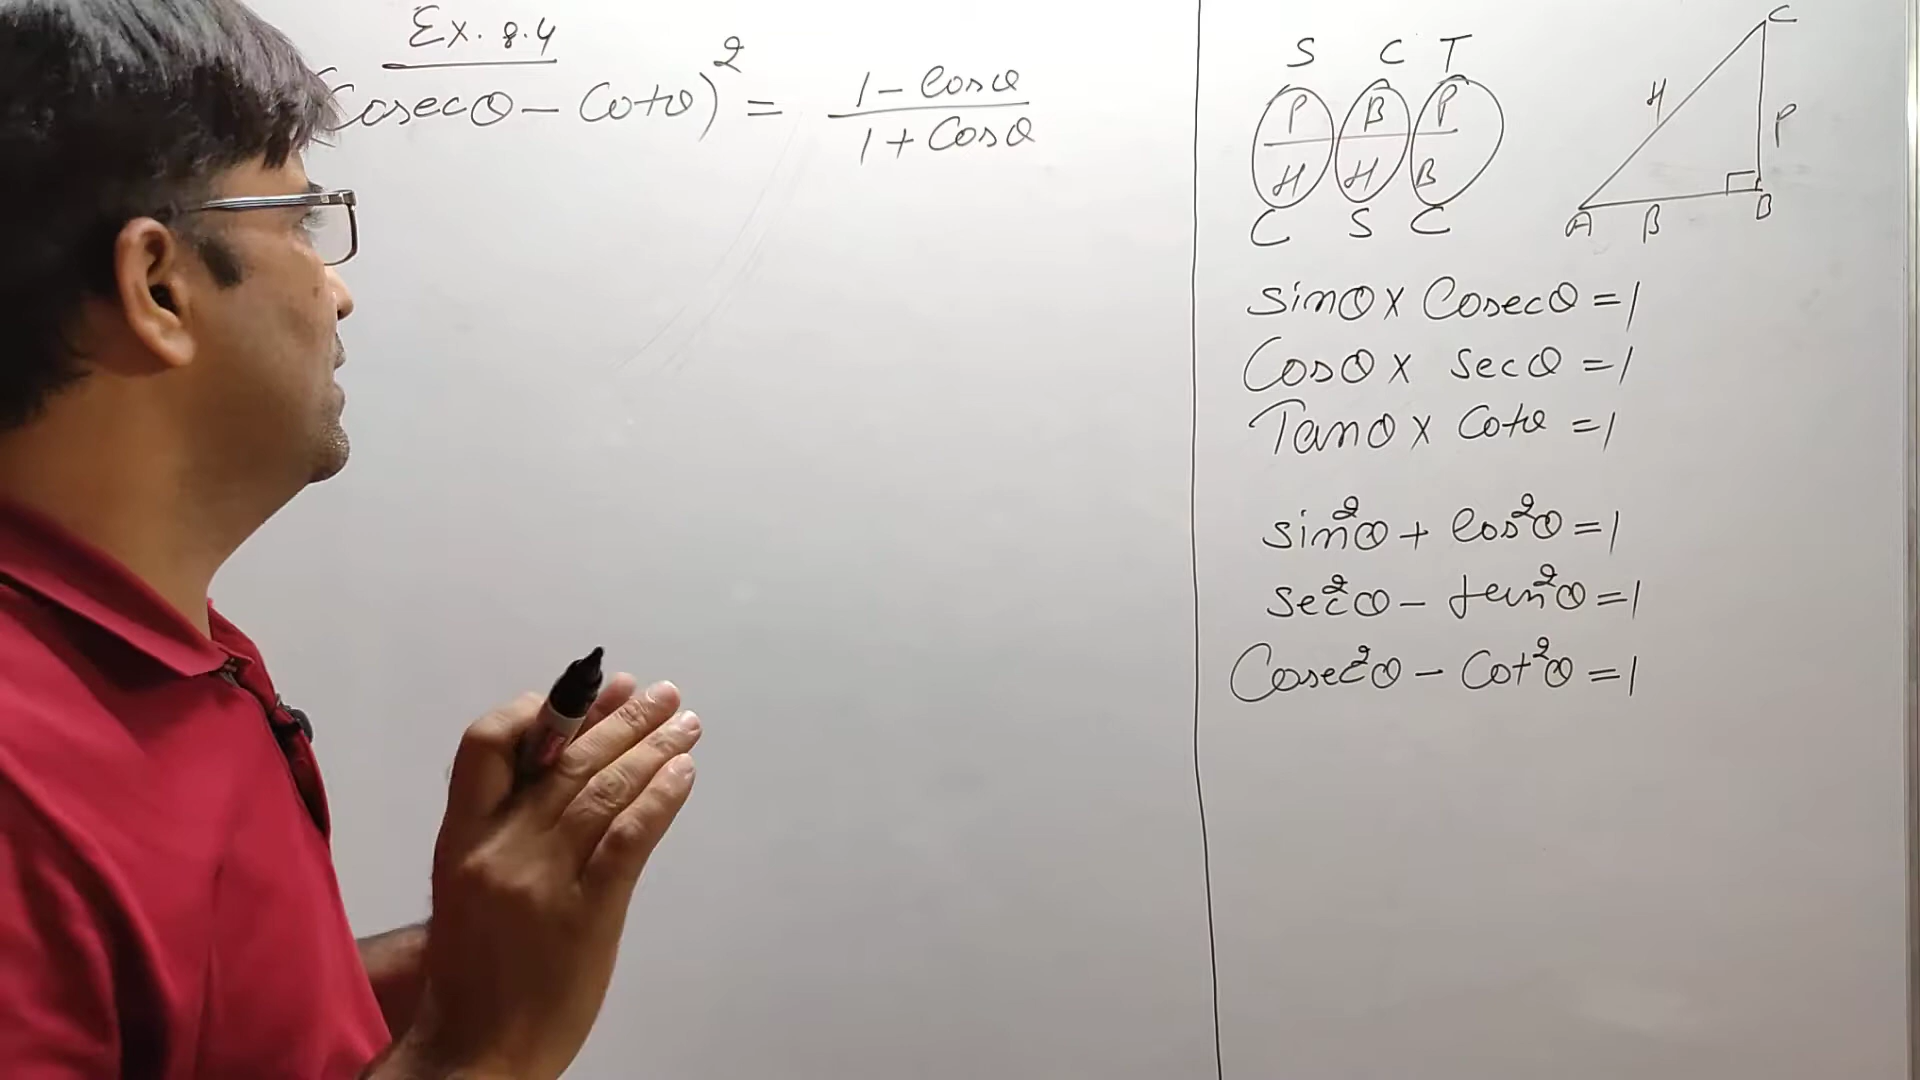 Ex. 8.4
(Cosecθ - Cotθ)² = 1 - Cosθ / 1 + Cosθ
S C T
P B P
H H B
C S C
C
H
P
A B B
sinθ x Cosecθ = 1
Cosθ x secθ = 1
Tanθ x Cotθ = 1
sin²θ + Cos²θ = 1
sec²θ - tan²θ = 1
Cosec²θ - Cot²θ = 1